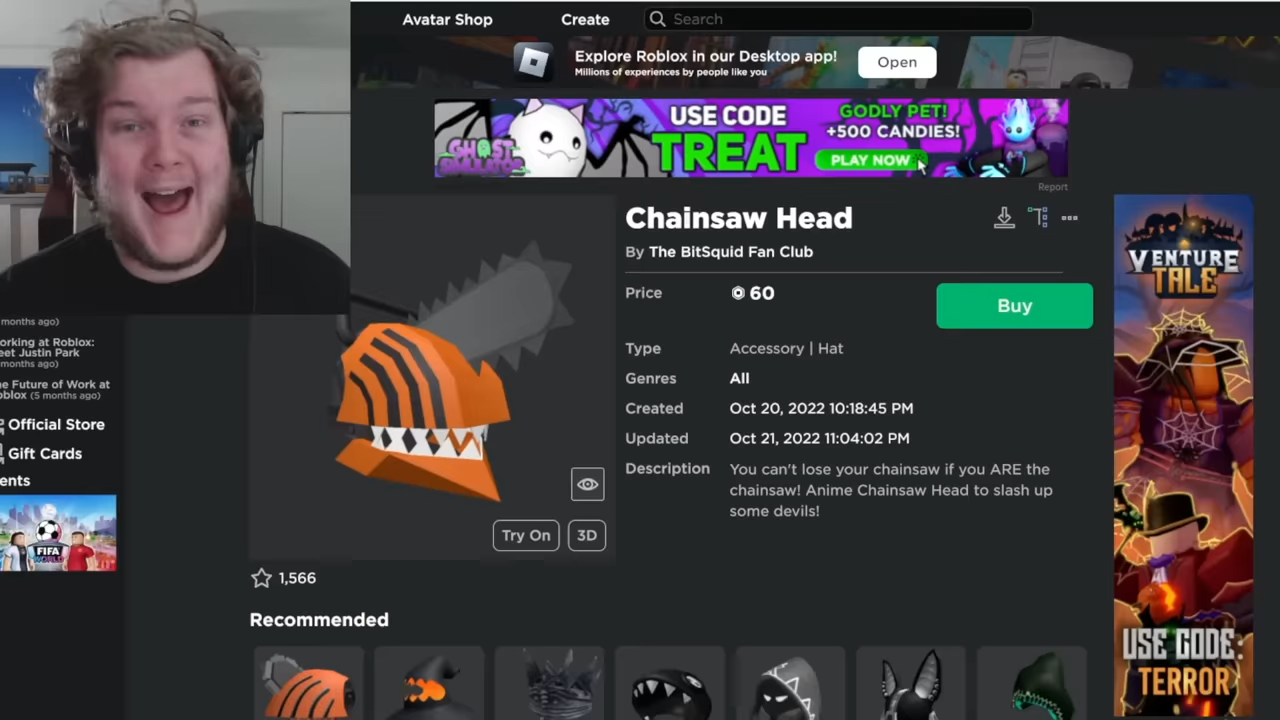 Avatar Shop
Create
Search
Explore Roblox in our Desktop app!
Millions of experiences by people like you
Open
GHOST
SIMULATOR
USE CODE
TREAT
GODLY PET!
+500 CANDIES!
PLAY NOW
Report
Chainsaw Head
By The BitSquid Fan Club
Price
60
Buy
Type
Accessory | Hat
Genres
All
Created
Oct 20, 2022 10:18:45 PM
Updated
Oct 21, 2022 11:04:02 PM
Description
You can't lose your chainsaw if you ARE the
chainsaw! Anime Chainsaw Head to slash up
some devils!
Try On
3D
1,566
Recommended
months ago)
orking at Roblox:
eet Justin Park
months ago)
e Future of Work at
oblox (5 months ago)
Official Store
Gift Cards
ents
FIFA
WORLD
VENTURE
TALE
USE CODE:
TERROR